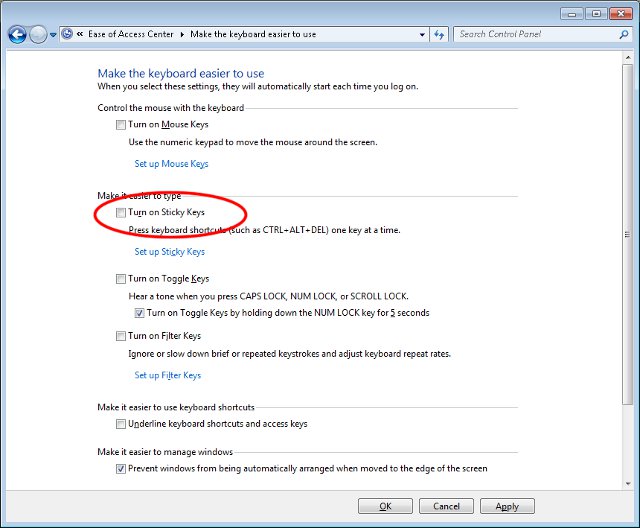 Ease of Access Center ▸ Make the keyboard easier to use
Search Control Panel
Make the keyboard easier to use
When you select these settings, they will automatically start each time you log on.
Control the mouse with the keyboard
Turn on Mouse Keys
Use the numeric keypad to move the mouse around the screen.
Set up Mouse Keys
Make it easier to type
Turn on Sticky Keys
Press keyboard shortcuts (such as CTRL+ALT+DEL) one key at a time.
Set up Sticky Keys
Turn on Toggle Keys
Hear a tone when you press CAPS LOCK, NUM LOCK, or SCROLL LOCK.
Turn on Toggle Keys by holding down the NUM LOCK key for 5 seconds
Turn on Filter Keys
Ignore or slow down brief or repeated keystrokes and adjust keyboard repeat rates.
Set up Filter Keys
Make it easier to use keyboard shortcuts
Underline keyboard shortcuts and access keys
Make it easier to manage windows
Prevent windows from being automatically arranged when moved to the edge of the screen
OK Cancel Apply